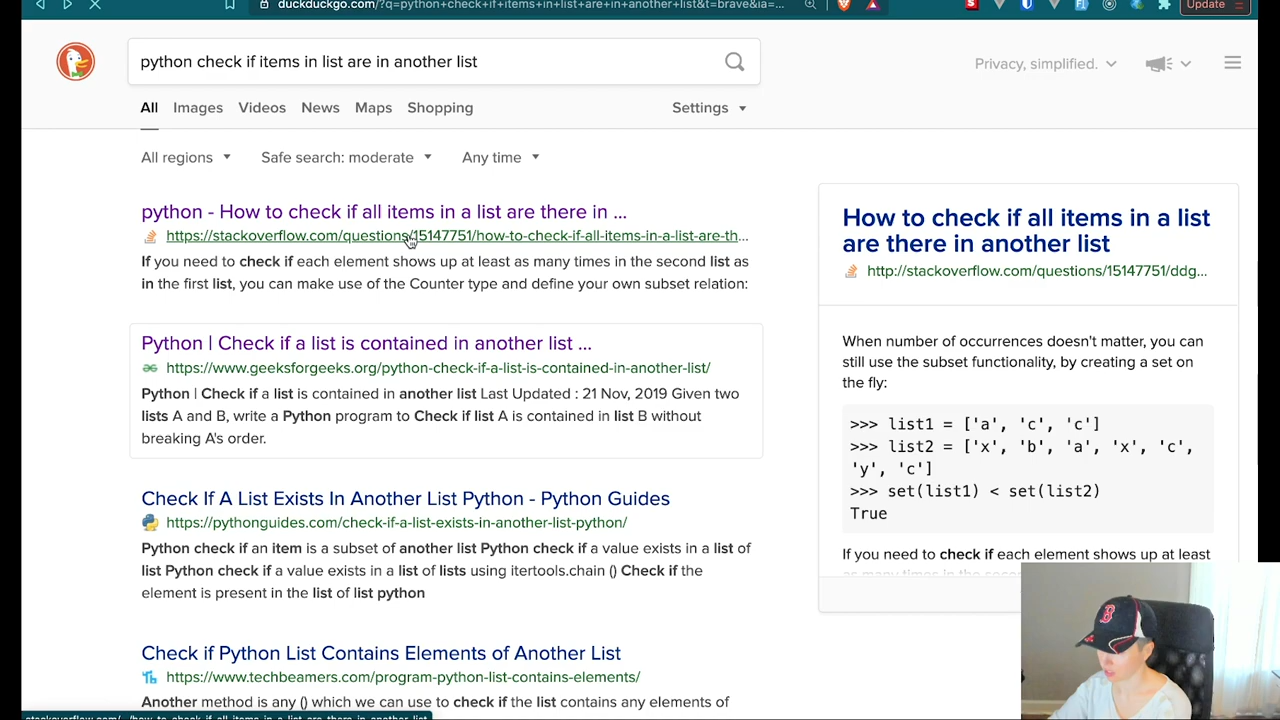 duckduckgo.com/?q=python+check+if+items+in+list+are+in+another+list&t=brave&ia=...
Update
python check if items in list are in another list
Privacy, simplified.
All Images Videos News Maps Shopping
Settings
All regions
Safe search: moderate
Any time
python - How to check if all items in a list are there in ...
https://stackoverflow.com/questions/15147751/how-to-check-if-all-items-in-a-list-are-th...
If you need to check if each element shows up at least as many times in the second list as
in the first list, you can make use of the Counter type and define your own subset relation:
Python | Check if a list is contained in another list ...
https://www.geeksforgeeks.org/python-check-if-a-list-is-contained-in-another-list/
Python | Check if a list is contained in another list Last Updated : 21 Nov, 2019 Given two
lists A and B, write a Python program to Check if list A is contained in list B without
breaking A's order.
Check If A List Exists In Another List Python - Python Guides
https://pythonguides.com/check-if-a-list-exists-in-another-list-python/
Python check if an item is a subset of another list Python check if a value exists in a list of
list Python check if a value exists in a list of lists using itertools.chain () Check if the
element is present in the list of list python
Check if Python List Contains Elements of Another List
https://www.techbeamers.com/program-python-list-contains-elements/
Another method is any () which we can use to check if the list contains any elements of
How to check if all items in a list
are there in another list
http://stackoverflow.com/questions/15147751/ddg...
When number of occurrences doesn't matter, you can
still use the subset functionality, by creating a set on
the fly:
>>> list1 = ['a', 'c', 'c']
>>> list2 = ['x', 'b', 'a', 'x', 'c',
'y', 'c']
>>> set(list1) < set(list2)
True
If you need to check if each element shows up at least
as many times in the
B